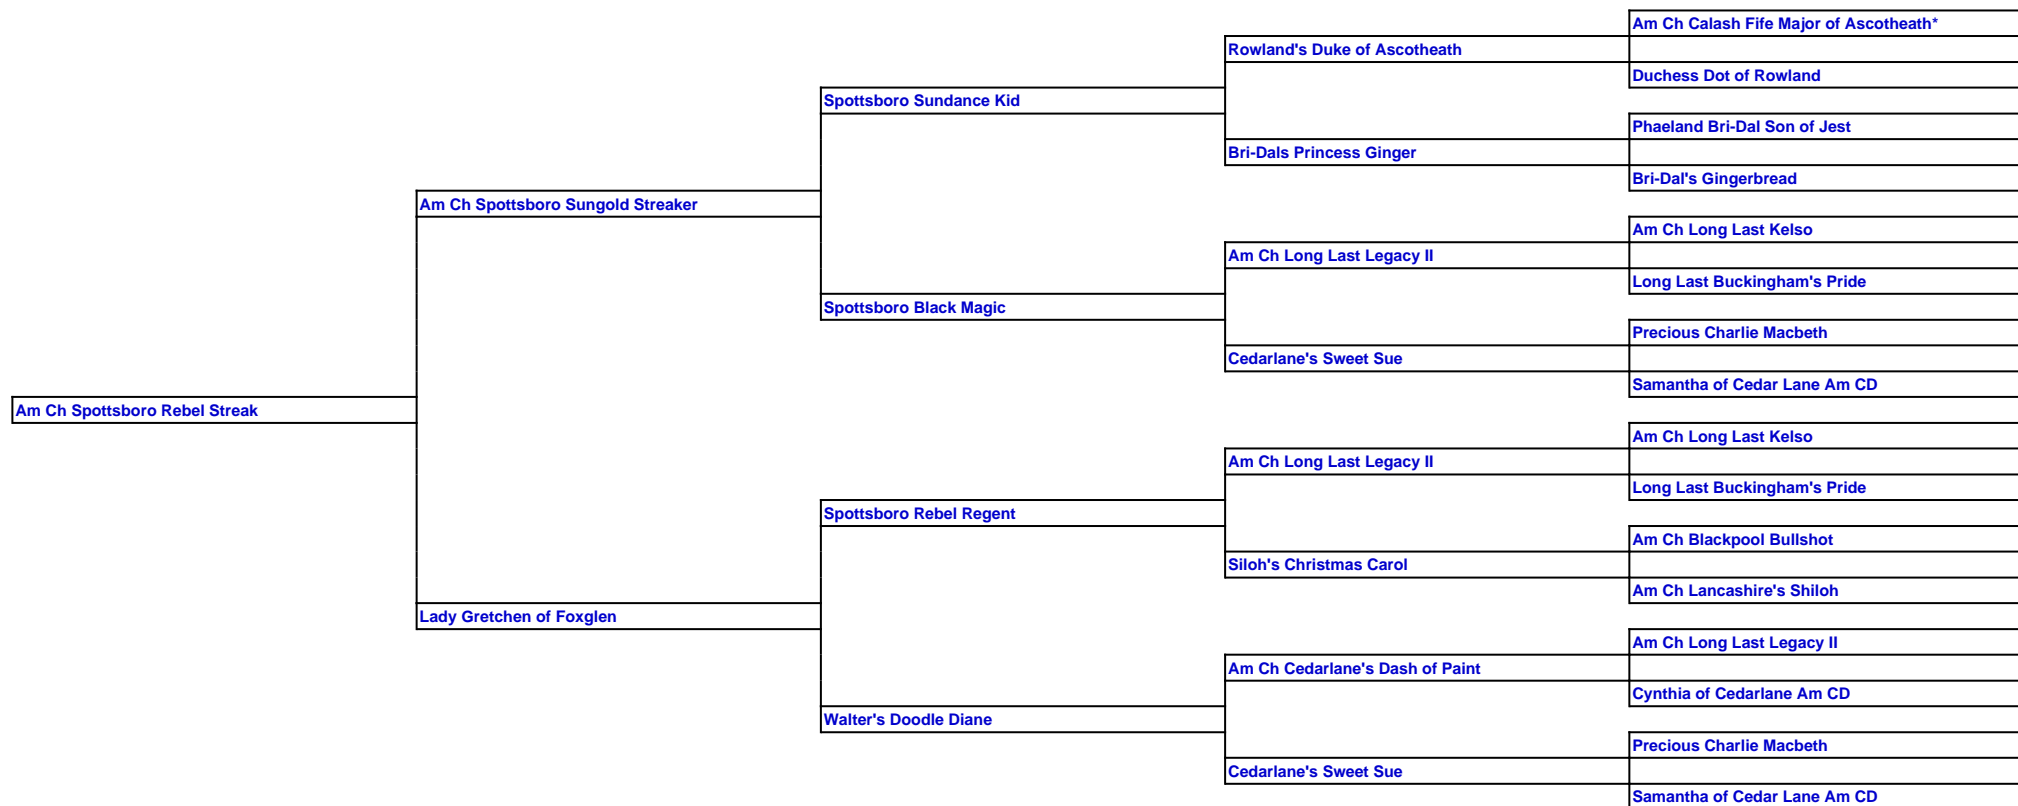 Am Ch Calash Fife Major of Ascotheath*
Rowland's Duke of Ascotheath
Duchess Dot of Rowland
Spottsboro Sundance Kid
Phaeland Bri-Dal Son of Jest
Bri-Dals Princess Ginger
Bri-Dal's Gingerbread
Am Ch Spottsboro Sungold Streaker
Am Ch Long Last Kelso
Am Ch Long Last Legacy II
Long Last Buckingham's Pride
Spottsboro Black Magic
Precious Charlie Macbeth
Cedarlane's Sweet Sue
Samantha of Cedar Lane Am CD
Am Ch Spottsboro Rebel Streak
Am Ch Long Last Kelso
Am Ch Long Last Legacy II
Long Last Buckingham's Pride
Spottsboro Rebel Regent
Am Ch Blackpool Bullshot
Siloh's Christmas Carol
Am Ch Lancashire's Shiloh
Lady Gretchen of Foxglen
Am Ch Long Last Legacy II
Am Ch Cedarlane's Dash of Paint
Cynthia of Cedarlane Am CD
Walter's Doodle Diane
Precious Charlie Macbeth
Cedarlane's Sweet Sue
Samantha of Cedar Lane Am CD